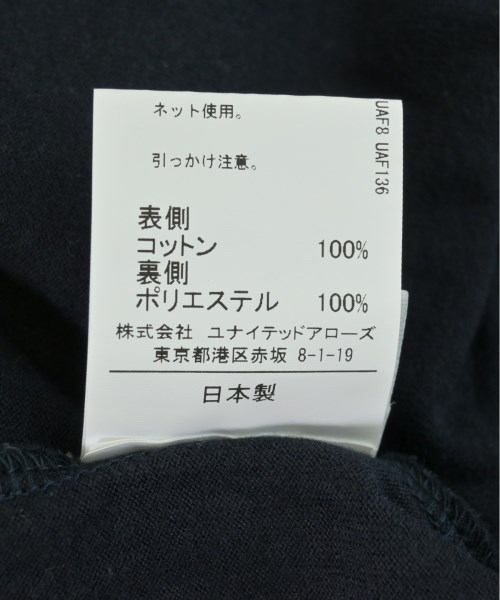 ネット使用。
引っかけ注意。
表側
コットン 100%
裏側
ポリエステル 100%
株式会社 ユナイテッドアローズ
東京都港区赤坂 8-1-19
日本製
UAF8 UAF136